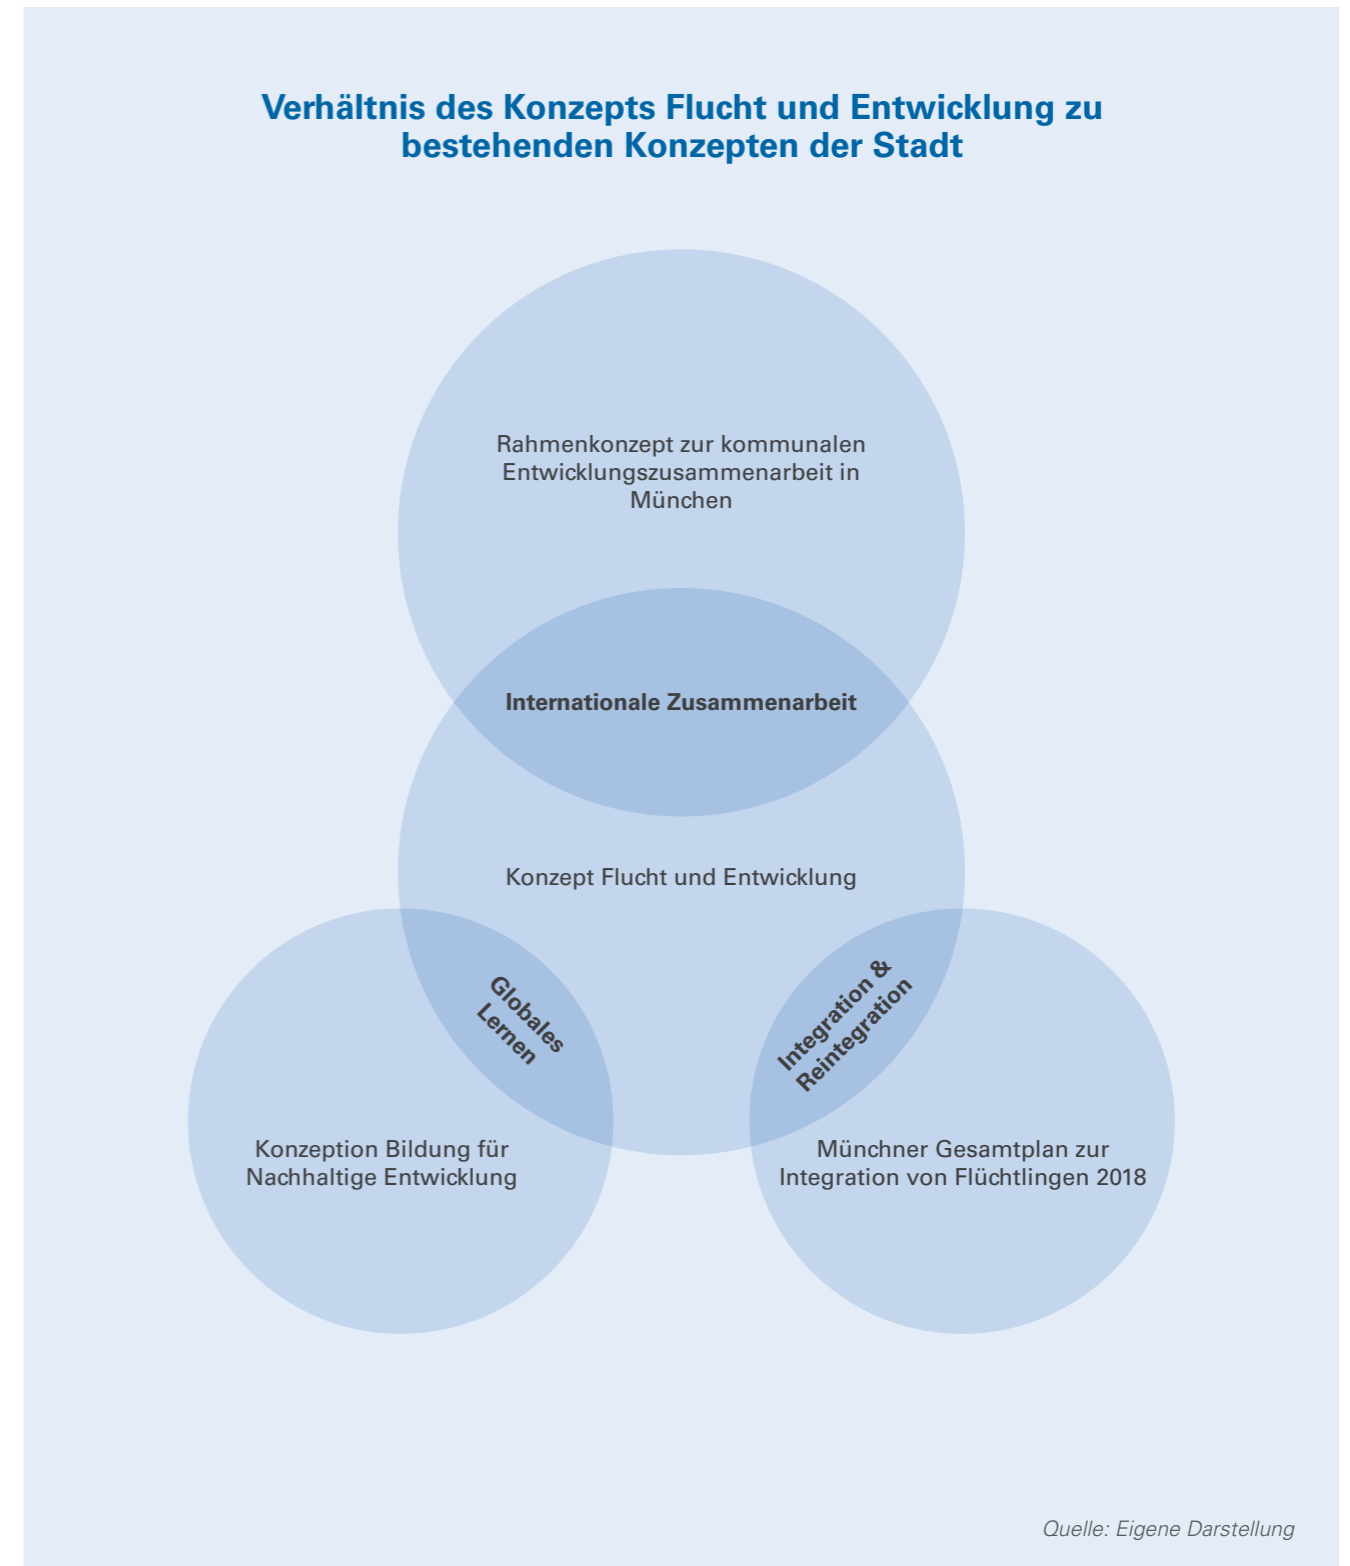 Verhältnis des Konzepts Flucht und Entwicklung zu
bestehenden Konzepten der Stadt
Rahmenkonzept zur kommunalen
Entwicklungszusammenarbeit in
München
Internationale Zusammenarbeit
Konzept Flucht und Entwicklung
Globales
Lernen
Integration &
Reintegration
Konzeption Bildung für
Nachhaltige Entwicklung
Münchner Gesamtplan zur
Integration von Flüchtlingen 2018
Quelle: Eigene Darstellung